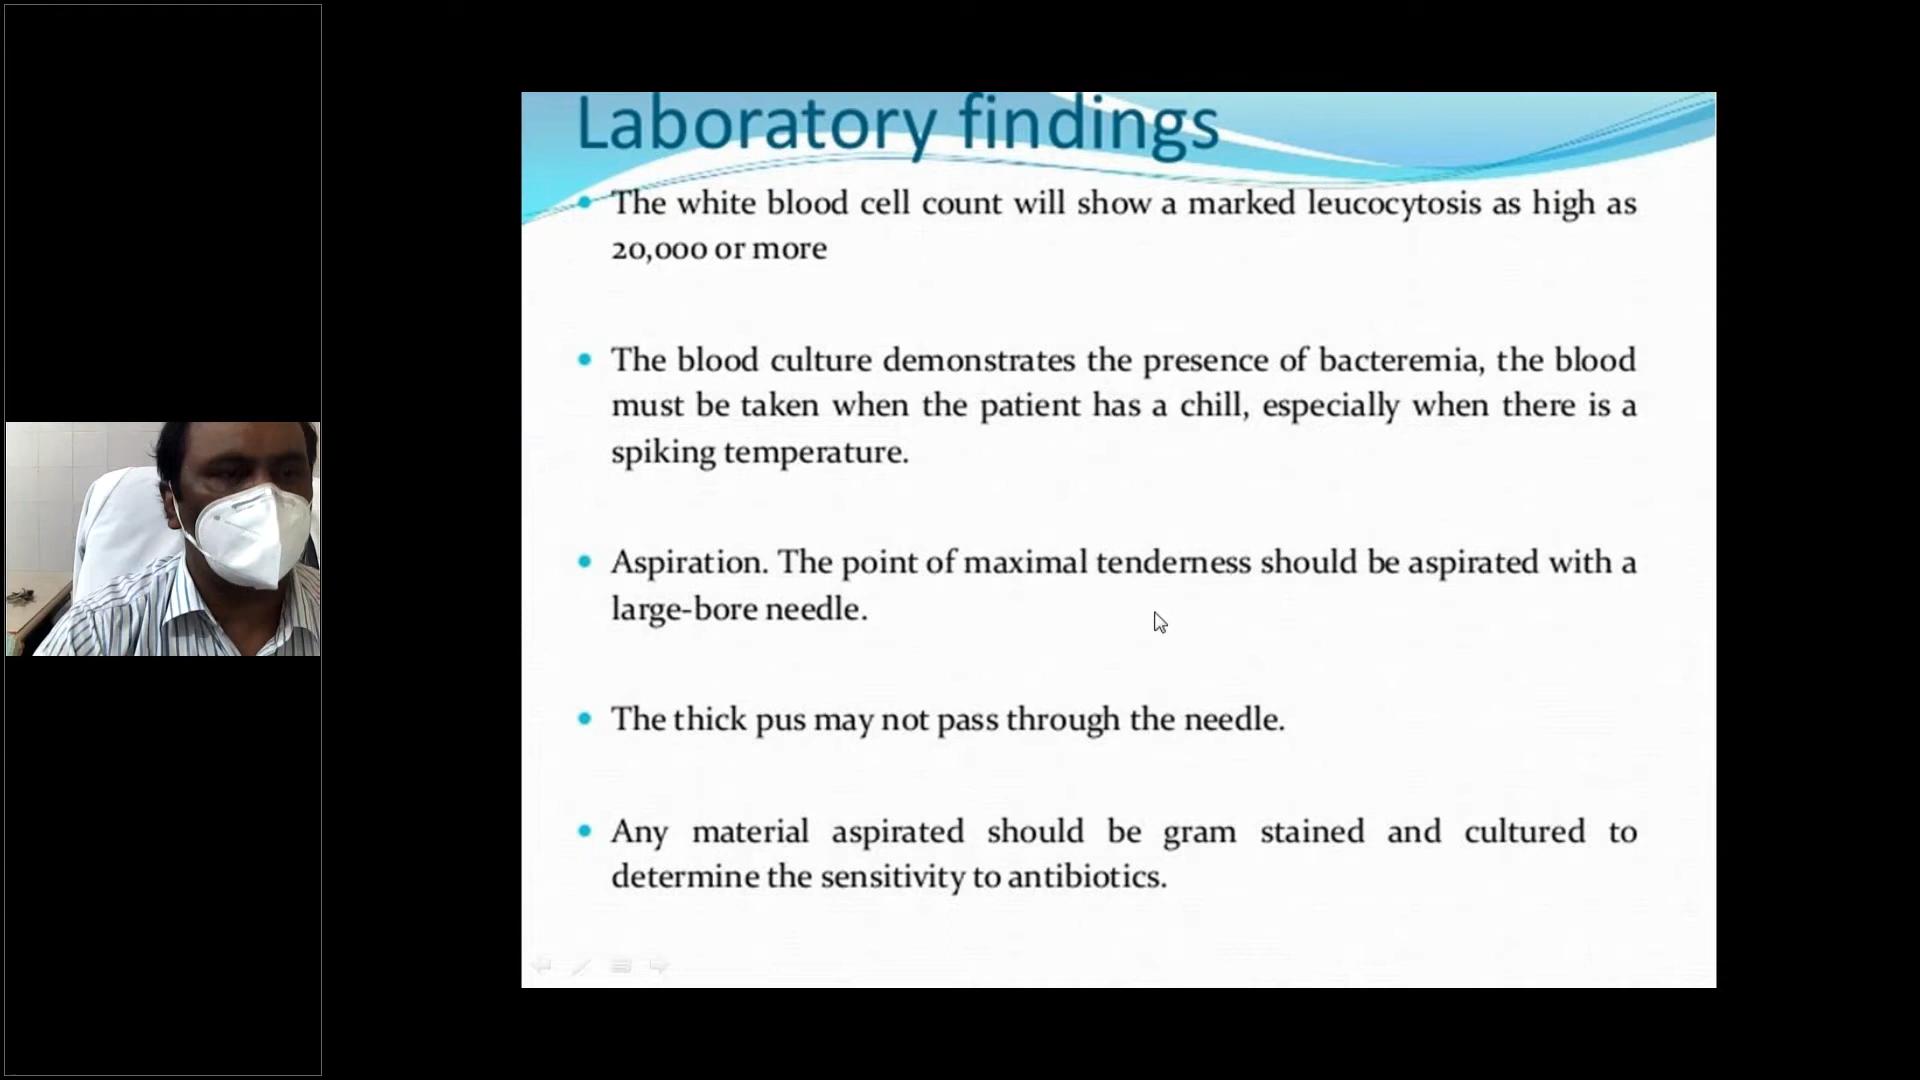 Laboratory findings
The white blood cell count will show a marked leucocytosis as high as
20,000 or more
The blood culture demonstrates the presence of bacteremia, the blood
must be taken when the patient has a chill, especially when there is a
spiking temperature.
Aspiration. The point of maximal tenderness should be aspirated with a
large-bore needle.
The thick pus may not pass through the needle.
Any material aspirated should be gram stained and cultured to
determine the sensitivity to antibiotics.